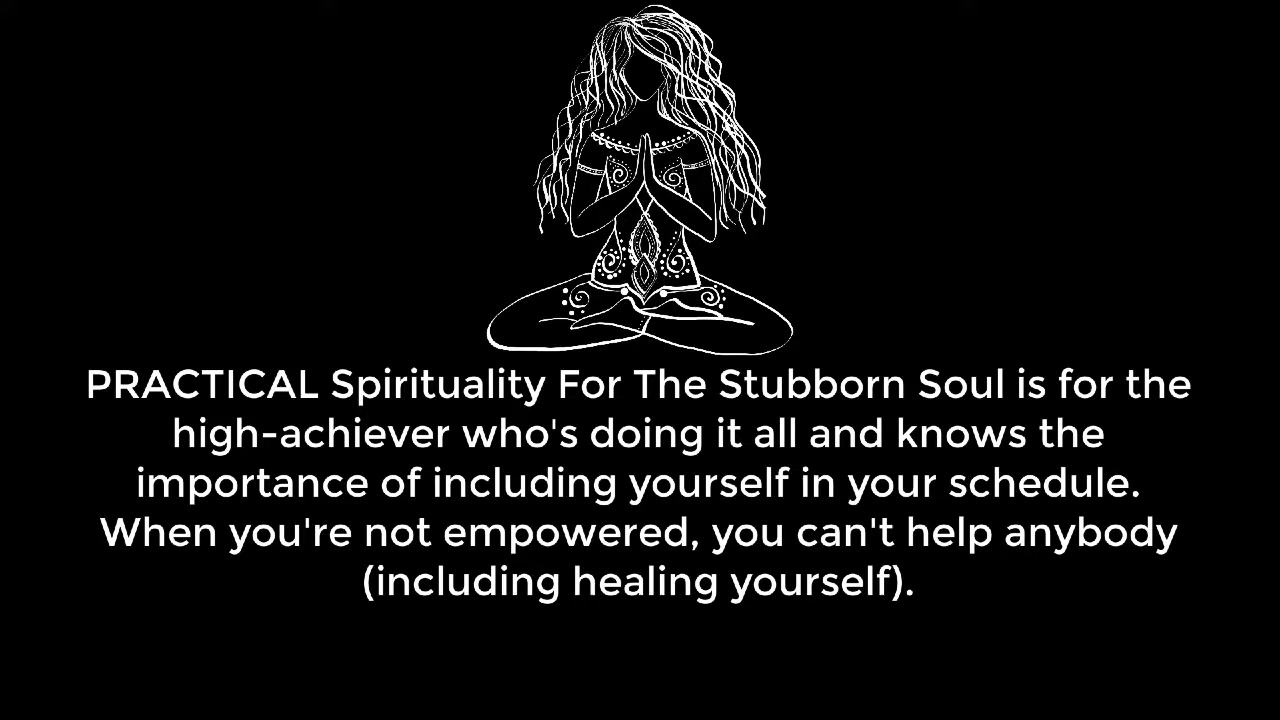 PRACTICAL Spirituality For The Stubborn Soul is for the
high-achiever who's doing it all and knows the
importance of including yourself in your schedule.
When you're not empowered, you can't help anybody
(including healing yourself).